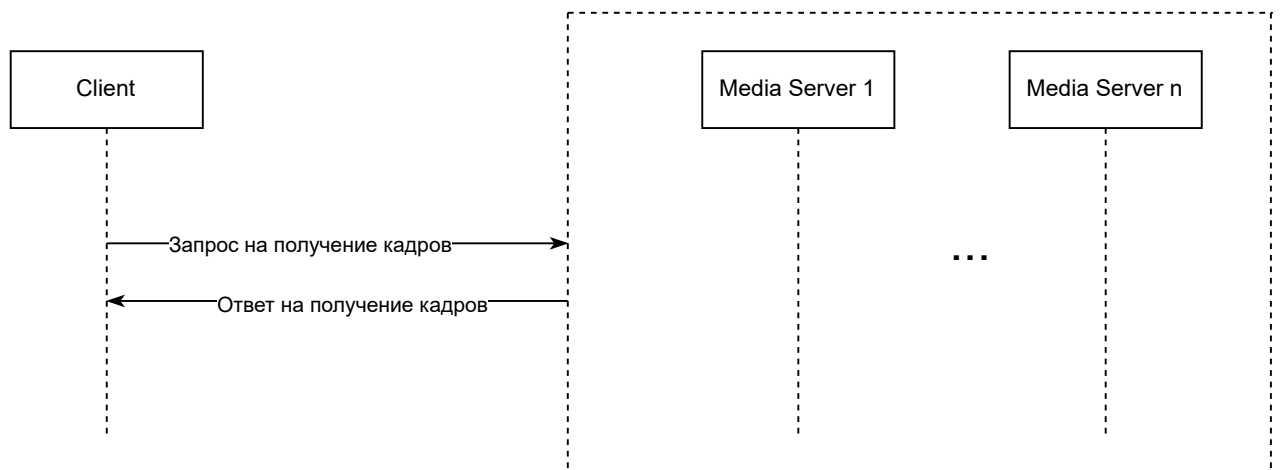 Client
Media Server 1
Media Server n
Запрос на получение кадров
...
Ответ на получение кадров